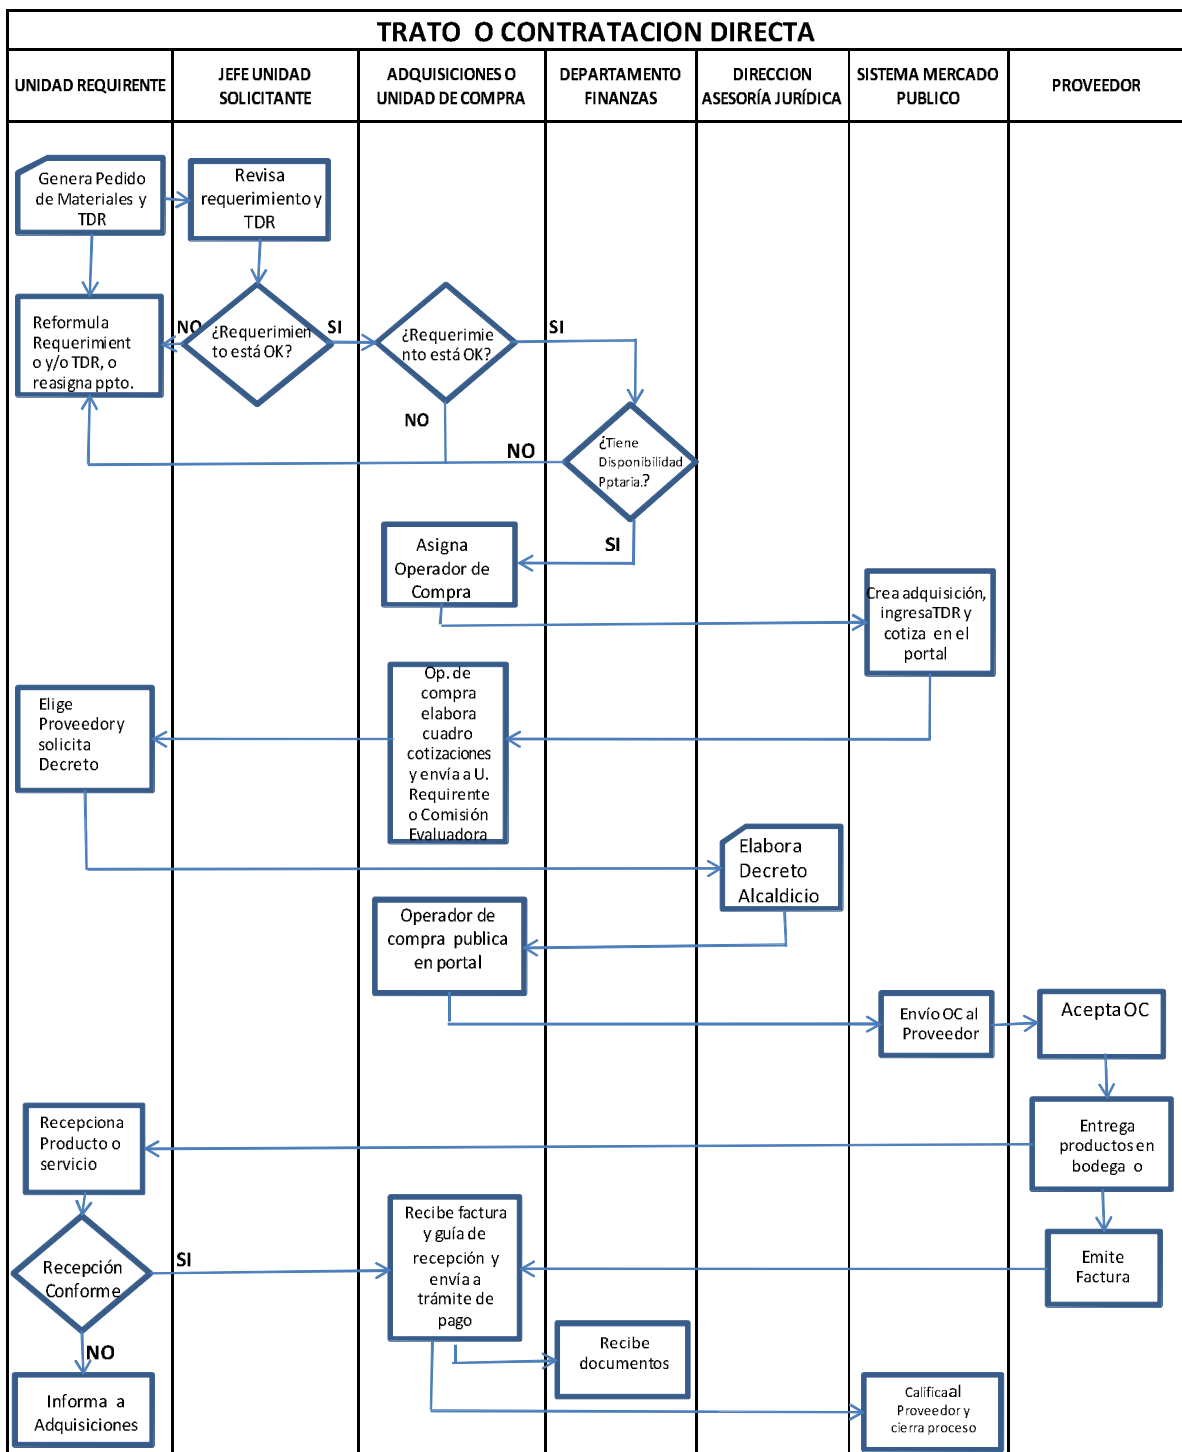 TRATO O CONTRATACION DIRECTA
UNIDAD REQUIRENTE
JEFE UNIDAD
SOLICITANTE
ADQUISICIONES O
UNIDAD DE COMPRA
DEPARTAMENTO
FINANZAS
DIRECCION
ASESORÍA JURÍDICA
SISTEMA MERCADO
PUBLICO
PROVEEDOR
Genera Pedido
de Materiales y
TDR
Revisa
requerimiento y
TDR
Reformula
Requerimient
o y/o TDR, o
reasigna ppto.
NO
¿Requerimien
to está OK?
SI
¿Requerimie
nto está OK?
SI
NO
NO
¿Tiene
Disponibilidad
Pptaria.?
SI
Asigna
Operador de
Compra
Crea adquisición,
ingresa TDR y
cotiza en el
portal
Op. de
compra
elabora
cuadro
cotizaciones
y envía a U.
Requirente
o Comisión
Evaluadora
Elige
Proveedor y
solicita
Decreto
Elabora
Decreto
Alcaldicio
Operador de
compra publica
en portal
Envío OC al
Proveedor
Acepta OC
Entrega
productos en
bodega o
Recepciona
Producto o
servicio
Recepción
Conforme
SI
Recibe factura
y guía de
recepción y
envía a
trámite de
pago
Emite
Factura
NO
Informa a
Adquisiciones
Recibe
documentos
Califica al
Proveedor y
cierra proceso